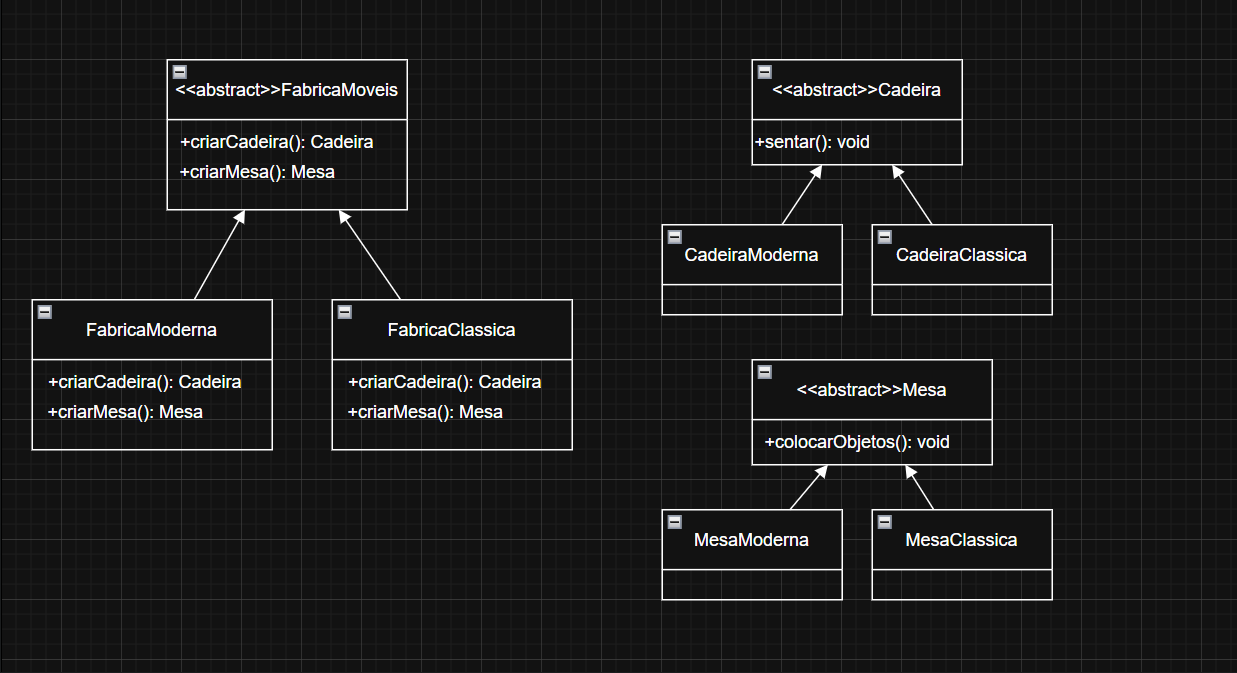 <<abstract>>FabricaMoveis
+criarCadeira(): Cadeira
+criarMesa(): Mesa
FabricaModerna
+criarCadeira(): Cadeira
+criarMesa(): Mesa
FabricaClassica
+criarCadeira(): Cadeira
+criarMesa(): Mesa
<<abstract>>Cadeira
+sentar(): void
CadeiraModerna
CadeiraClassica
<<abstract>>Mesa
+colocarObjetos(): void
MesaModerna
MesaClassica